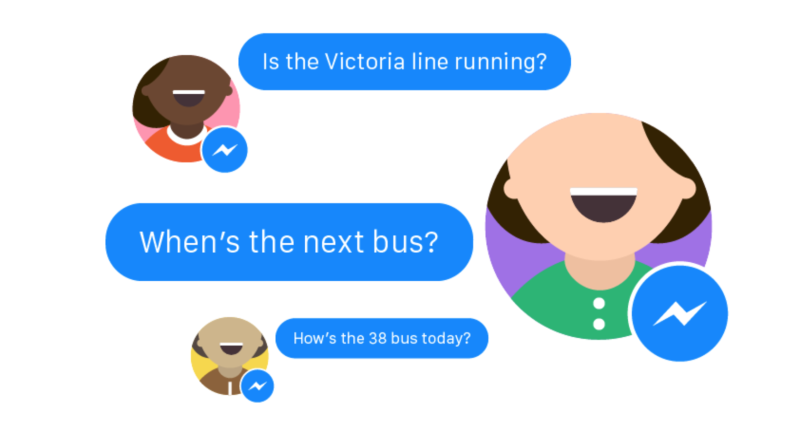 Is the Victoria line running?
When’s the next bus?
How’s the 38 bus today?